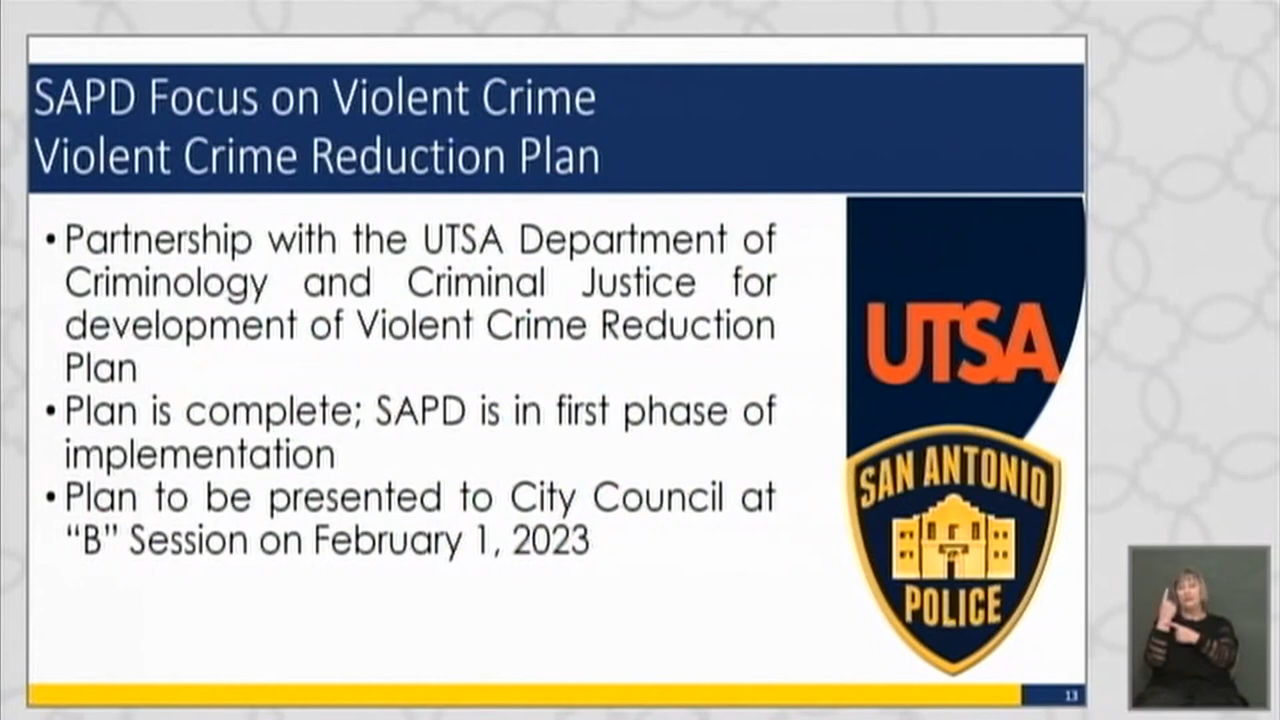 SAPD Focus on Violent Crime
Violent Crime Reduction Plan
• Partnership with the UTSA Department of
Criminology and Criminal Justice for
development of Violent Crime Reduction
Plan
• Plan is complete; SAPD is in first phase of
implementation
• Plan to be presented to City Council at
“B” Session on February 1, 2023
UTSA
SAN ANTONIO
POLICE
13